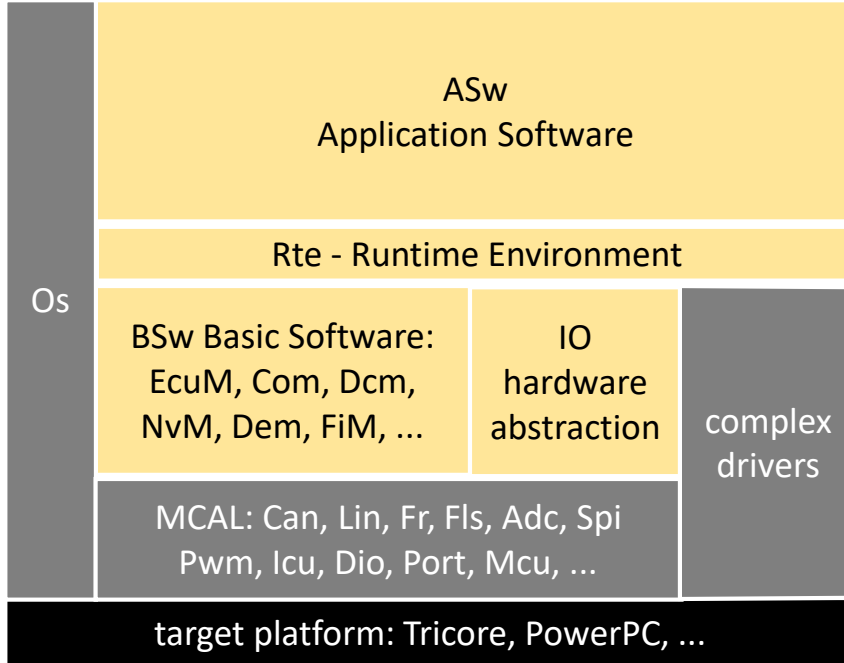 ASw
Application Software
Rte - Runtime Environment
Os
BSw Basic Software:
EcuM, Com, Dcm,
NvM, Dem, FiM, ...
IO
hardware
abstraction
complex
drivers
MCAL: Can, Lin, Fr, Fls, Adc, Spi
Pwm, Icu, Dio, Port, Mcu, ...
target platform: Tricore, PowerPC, ...